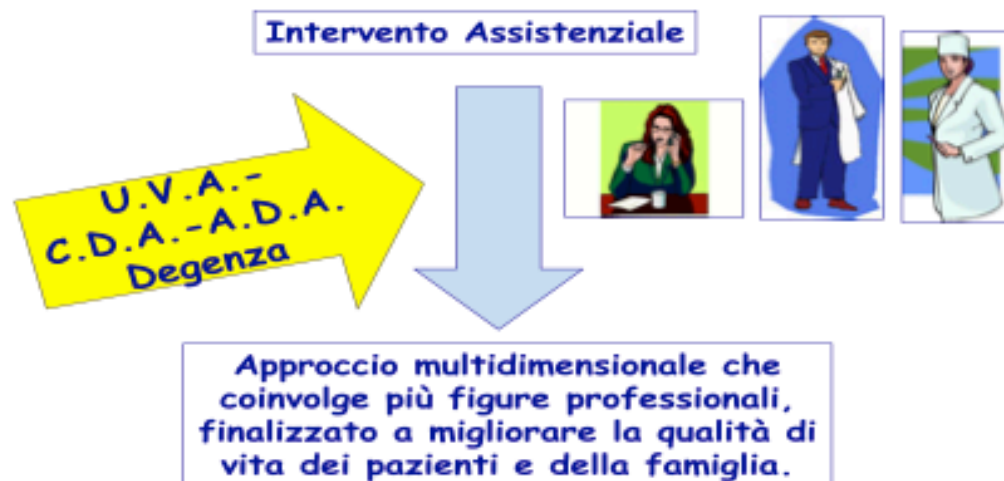 Intervento Assistenziale
U.V.A.-
C.D.A.-A.D.A.
Degenza
Approccio multidimensionale che
coinvolge più figure professionali,
finalizzato a migliorare la qualità di
vita dei pazienti e della famiglia.